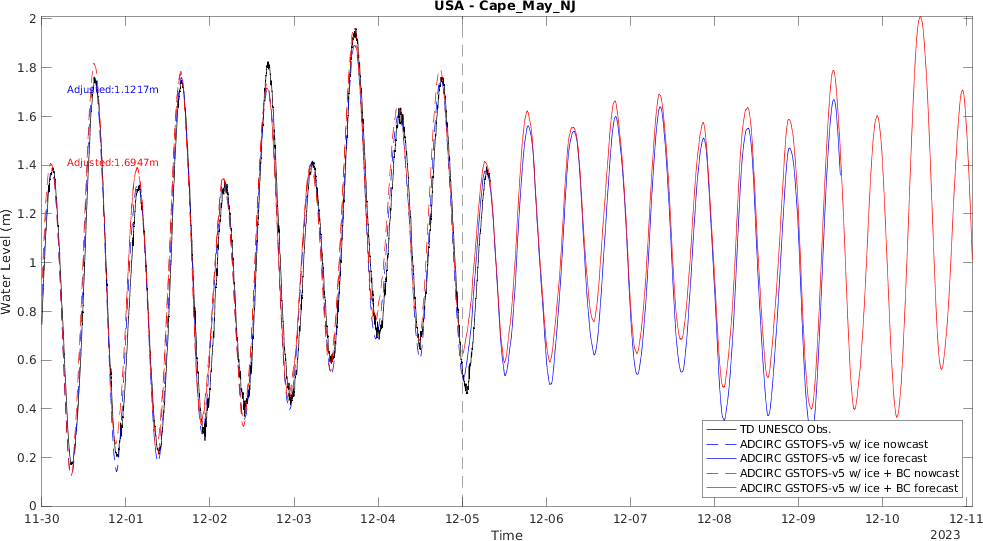 USA - Cape_May_NJ
2
1.8
1.6
1.4
1.2
1
0.8
0.6
0.4
0.2
0
Water Level (m)
Adjusted:1.1217m
Adjusted:1.6947m
TD UNESCO Obs.
ADCIRC GSTOFS-v5 w/ ice nowcast
ADCIRC GSTOFS-v5 w/ ice forecast
ADCIRC GSTOFS-v5 w/ ice + BC nowcast
ADCIRC GSTOFS-v5 w/ ice + BC forecast
11-30 12-01 12-02 12-03 12-04 12-05 12-06 12-07 12-08 12-09 12-10 12-11
Time
2023